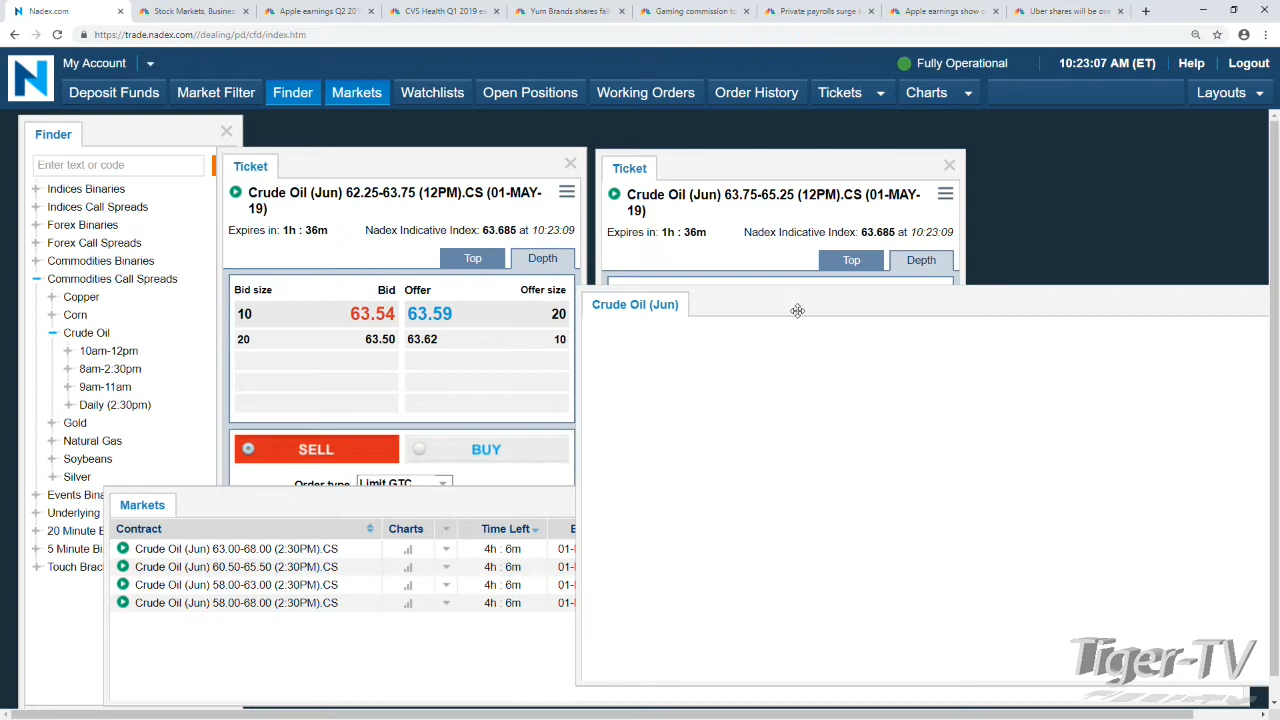 Nadex.com
Stock Markets, Busines
Apple earnings Q2 201
CVS Health Q1 2019 ea
Yum Brands shares fal
Gaming commission to
Private payrolls surge
Apple earnings show c
Uber shares will be ove
https://trade.nadex.com/dealing/pd/cfd/index.htm
N
My Account
Fully Operational
10:23:07 AM (ET)
Help
Logout
Deposit Funds
Market Filter
Finder
Markets
Watchlists
Open Positions
Working Orders
Order History
Tickets
Charts
Layouts
Finder
Enter text or code
Indices Binaries
Indices Call Spreads
Forex Binaries
Forex Call Spreads
Commodities Binaries
Commodities Call Spreads
Copper
Corn
Crude Oil
10am-12pm
8am-2:30pm
9am-11am
Daily (2.30pm)
Gold
Natural Gas
Soybeans
Silver
Events Bina
Underlying
20 Minute B
5 Minute Bi
Touch Brac
Ticket
Crude Oil (Jun) 62.25-63.75 (12PM).CS (01-MAY-
19)
Expires in: 1h : 36m
Nadex Indicative Index: 63.685 at 10:23:09
Top
Depth
Bid size
Bid
Offer
Offer size
10
63.54
63.59
20
20
63.50
63.62
10
SELL
BUY
Order type
Limit GTC
Ticket
Crude Oil (Jun) 63.75-65.25 (12PM).CS (01-MAY-
19)
Expires in: 1h : 36m
Nadex Indicative Index: 63.685 at 10:23:09
Top
Depth
Crude Oil (Jun)
Markets
Contract
Charts
Time Left
E
Crude Oil (Jun) 63.00-68.00 (2:30PM).CS
4h : 6m
01-
Crude Oil (Jun) 60.50-65.50 (2:30PM).CS
4h : 6m
01-
Crude Oil (Jun) 58.00-63.00 (2:30PM).CS
4h : 6m
01-
Crude Oil (Jun) 58.00-68.00 (2:30PM).CS
4h : 6m
01-
Tiger-TV